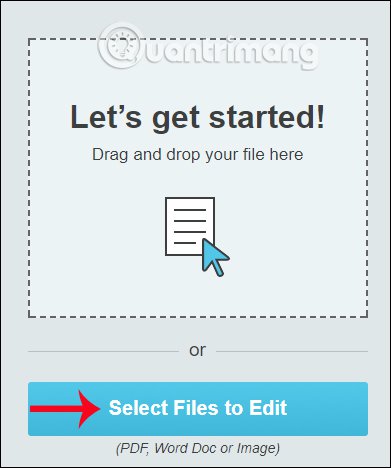 Quantrimang
Let's get started!
Drag and drop your file here
or
Select Files to Edit
(PDF, Word Doc or Image)